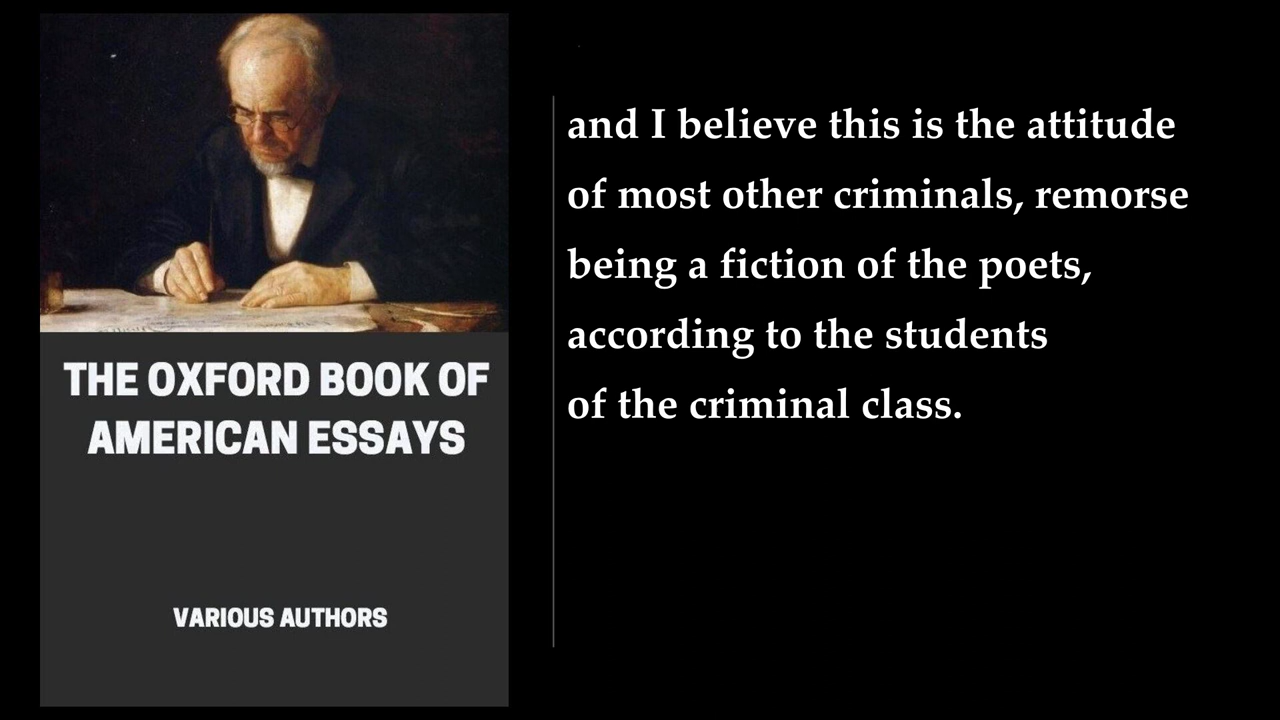 THE OXFORD BOOK OF
AMERICAN ESSAYS
VARIOUS AUTHORS
and I believe this is the attitude
of most other criminals, remorse
being a fiction of the poets,
according to the students
of the criminal class.